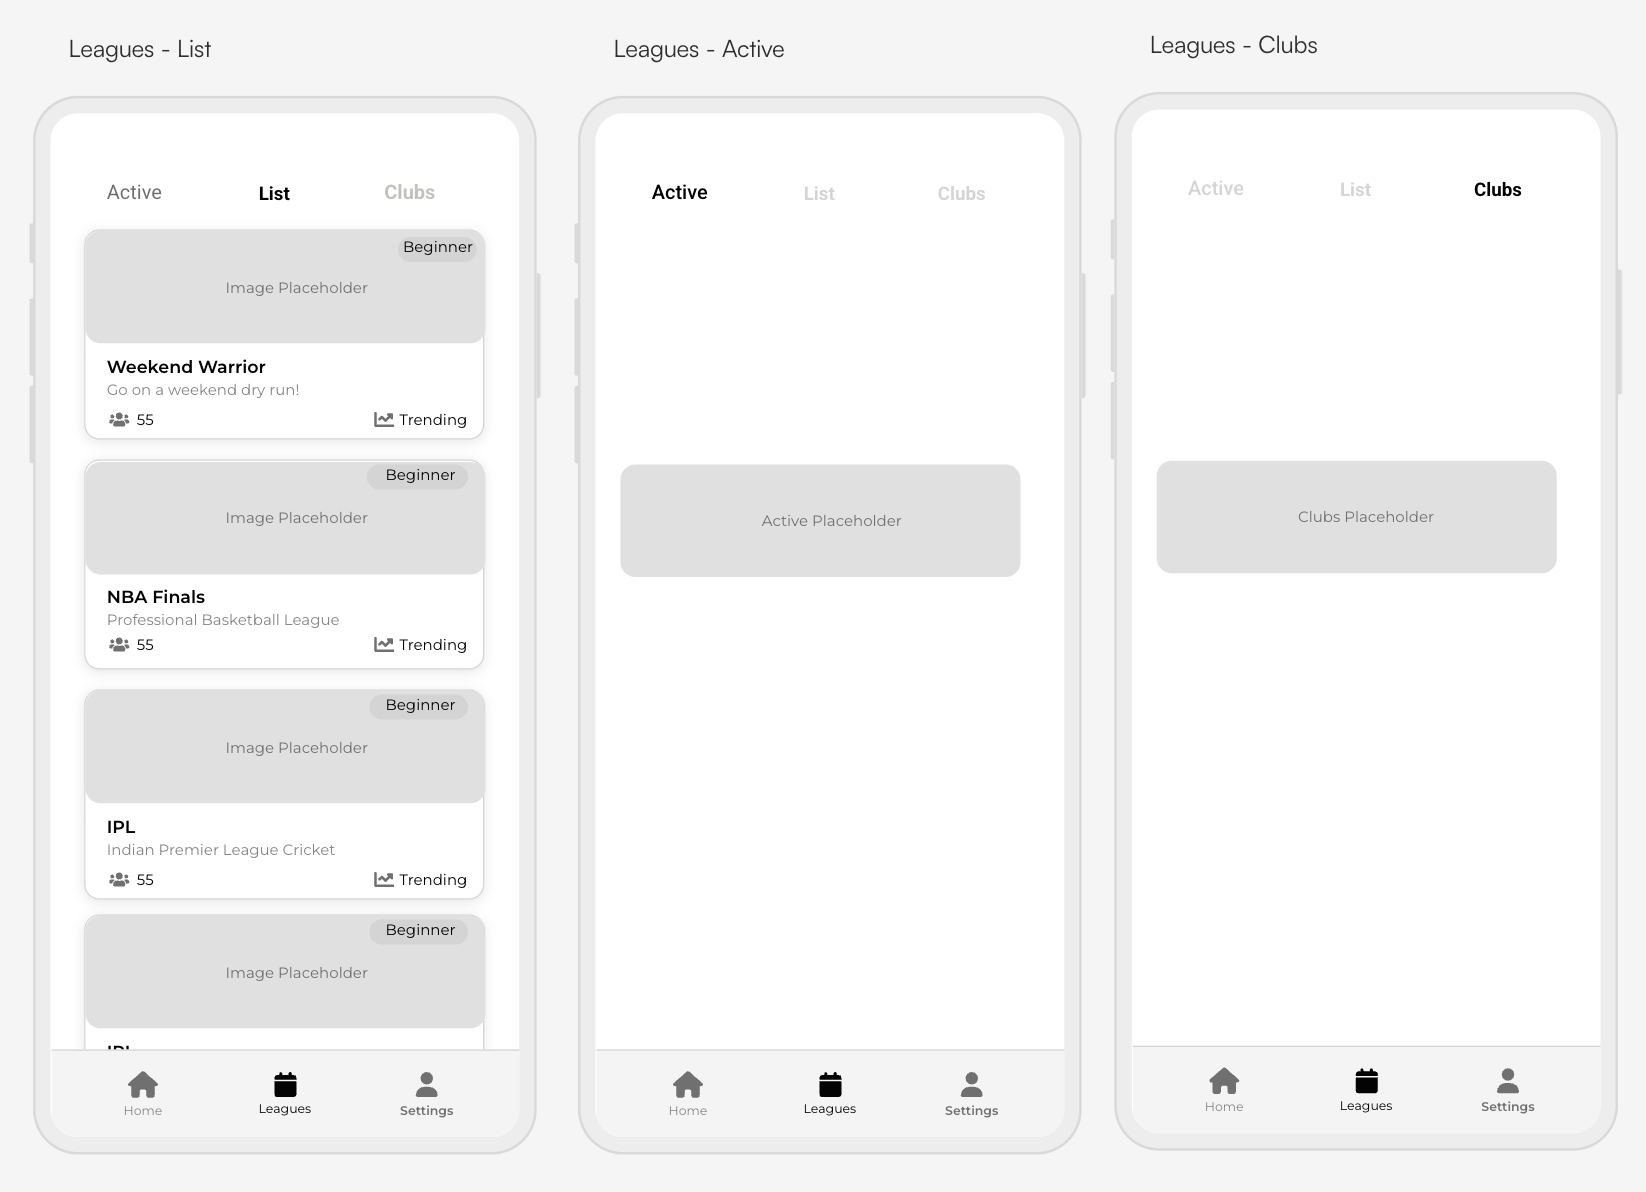 Leagues - List
Active List Clubs
Beginner
Image Placeholder
Weekend Warrior
Go on a weekend dry run!
55 Trending
Beginner
Image Placeholder
NBA Finals
Professional Basketball League
55 Trending
Beginner
Image Placeholder
IPL
Indian Premier League Cricket
55 Trending
Beginner
Image Placeholder
IPL
Home Leagues Settings
Leagues - Active
Active List Clubs
Active Placeholder
Home Leagues Settings
Leagues - Clubs
Active List Clubs
Clubs Placeholder
Home Leagues Settings